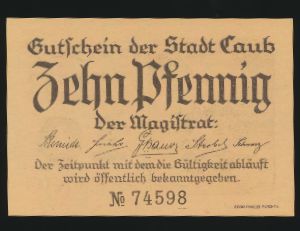 Gutschein der Stadt Caub
Zehn Pfennig
Der Magistrat:
Der Zeitpunkt mit dem die Gültigkeit abläuft
wird öffentlich bekanntgegeben.
№ 74598